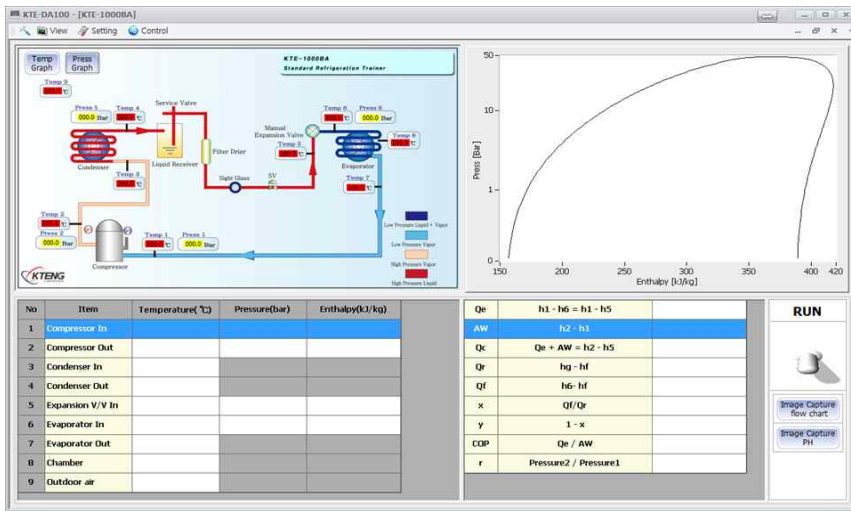 KTE-DA100 - [KTE-1000BA]
View Setting Control
Temp Graph
Press Graph
KTE-1000BA
Standard Refrigeration Trainer
Temp 9
000.0 ℃
Press 5
000.0 Bar
Temp 4
Service Valve
Condenser
Temp 3
Liquid Receiver
Filter Drier
Sight Glass
SV
Manual
Expansion Valve
Temp 5
Temp 6
Press 6
000.0 Bar
Temp 8
Evaporator
Temp 7
Temp 2
Press 2
000.0 Bar
Compressor
Temp 1
Press 1
000.0 Bar
Low Pressure Liquid + Vapor
Low Pressure Vapor
High Pressure Vapor
High Pressure Liquid
KTENG
Press [Bar]
50
10
1
0
150 200 250 300 350 400 420
Enthalpy [kJ/kg]
No Item Temperature(℃) Pressure(bar) Enthalpy(kJ/kg)
1 Compressor In
2 Compressor Out
3 Condenser In
4 Condenser Out
5 Expansion V/V In
6 Evaporator In
7 Evaporator Out
8 Chamber
9 Outdoor air
Qe h1 - h6 = h1 - h5
AW h2 - h1
Qc Qe + AW = h2 - h5
Qr hg - hf
Qf h6- hf
x Qf/Qr
y 1 - x
COP Qe / AW
r Pressure2 / Pressure1
RUN
Image Capture
flow chart
Image Capture
PH